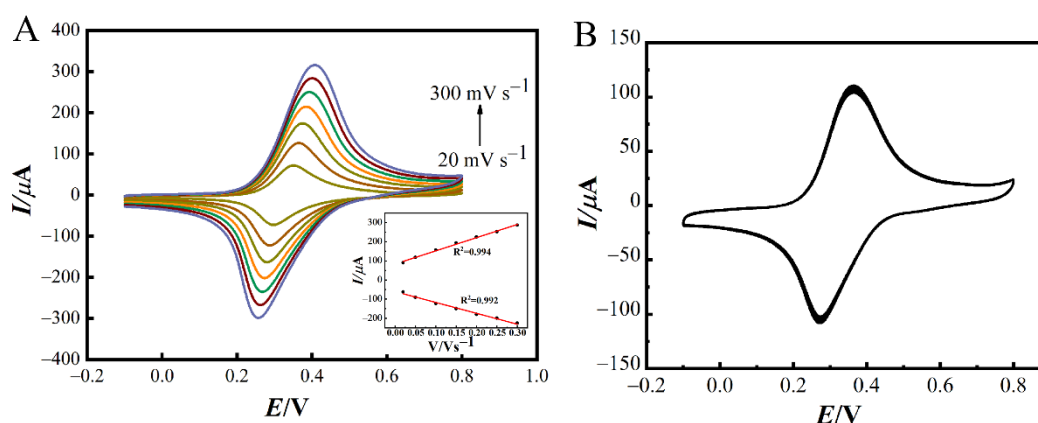 A
I/μA
400
300
200
100
0
−100
−200
−300
−400
−0.2
0.0
0.2
0.4
0.6
0.8
1.0
E/V
300 mV s⁻¹
20 mV s⁻¹
I/μA
300
200
100
0
−100
−200
R²=0.994
R²=0.992
0.00 0.05 0.10 0.15 0.20 0.25 0.30
V/Vs⁻¹
B
I/μA
150
100
50
0
−50
−100
−150
−0.2
0.0
0.2
0.4
0.6
0.8
E/V